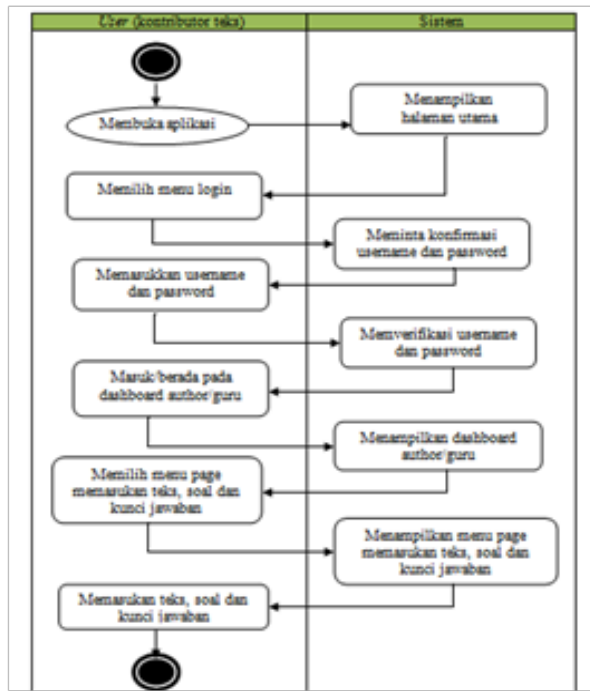 User (kontributor teks)
Sistem
Membuka aplikasi
Menampilkan
halaman utama
Memilih menu login
Meminta konfirmasi
username dan password
Memasukkan username
dan password
Memverifikasi username
dan password
Masuk/berada pada
dashboard author/guru
Menampilkan dashboard
author/guru
Memilih menu page
memasukan teks, soal dan
kunci jawaban
Menampilkan menu page
memasukan teks, soal dan
kunci jawaban
Memasukan teks, soal dan
kunci jawaban